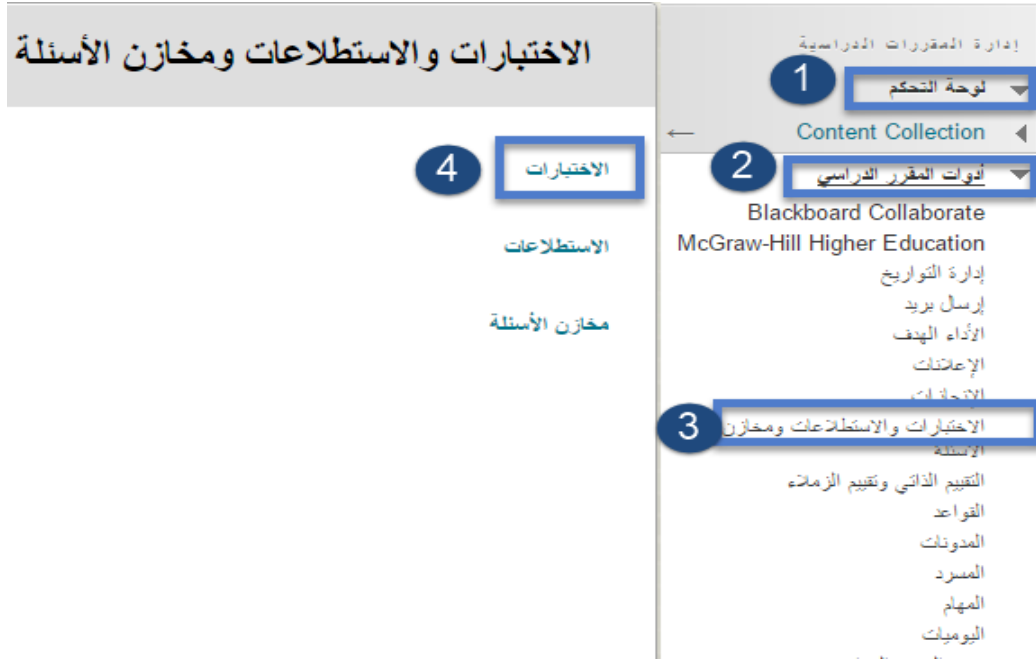 إدارة المقررات الدراسية
1
لوحة التحكم
Content Collection
2
أدوات المقرر الدراسي
Blackboard Collaborate
McGraw-Hill Higher Education
إدارة التواريخ
إرسال بريد
الأداء الهدف
الإعلانات
الإنجازات
3
الاختبارات والاستطلاعات ومخازن
الأسئلة
التقييم الذاتي وتقييم الزملاء
القواعد
المدونات
المسرد
المهام
اليوميات
الاختبارات والاستطلاعات ومخازن الأسئلة
4
الاختبارات
الاستطلاعات
مخازن الأسئلة